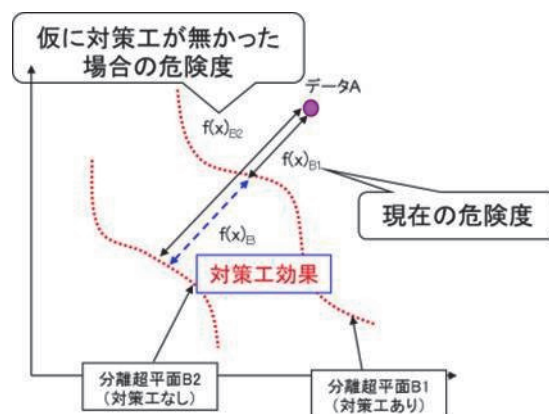 仮に対策工が無かった
場合の危険度
データA
f(x)B2
f(x)B1
現在の危険度
f(x)B
対策工効果
分離超平面B2
(対策工なし)
分離超平面B1
(対策工あり)